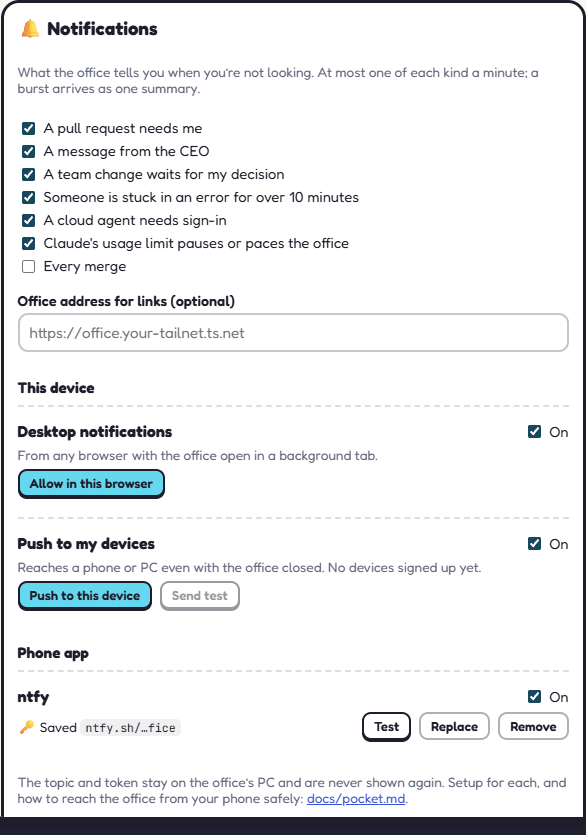 Notifications
What the office tells you when you're not looking. At most one of each kind a minute; a
burst arrives as one summary.
A pull request needs me
A message from the CEO
A team change waits for my decision
Someone is stuck in an error for over 10 minutes
A cloud agent needs sign-in
Claude's usage limit pauses or paces the office
Every merge
Office address for links (optional)
https://office.your-tailnet.ts.net
This device
Desktop notifications On
From any browser with the office open in a background tab.
Allow in this browser
Push to my devices On
Reaches a phone or PC even with the office closed. No devices signed up yet.
Push to this device Send test
Phone app
ntfy On
Saved ntfy.sh/…fice Test Replace Remove
The topic and token stay on the office's PC and are never shown again. Setup for each, and
how to reach the office from your phone safely: docs/pocket.md.